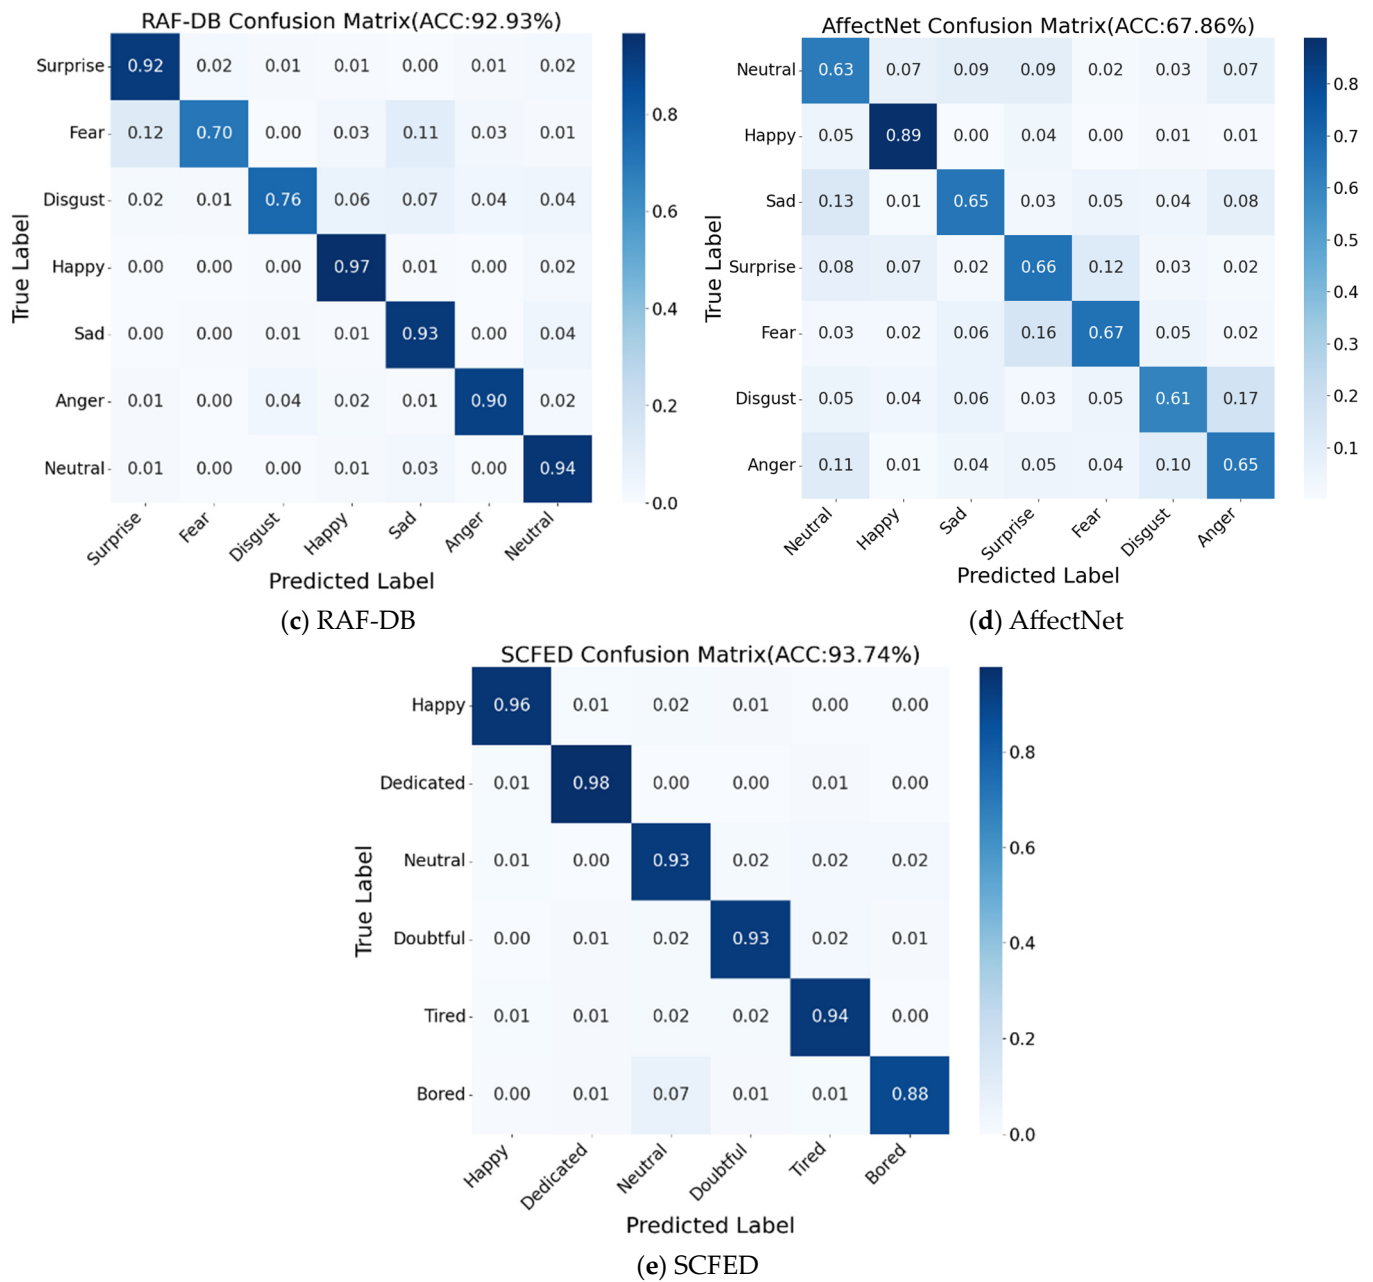 RAF-DB Confusion Matrix(ACC:92.93%)
Surprise 0.92 0.02 0.01 0.01 0.00 0.01 0.02
Fear 0.12 0.70 0.00 0.03 0.11 0.03 0.01
Disgust 0.02 0.01 0.76 0.06 0.07 0.04 0.04
Happy 0.00 0.00 0.00 0.97 0.01 0.00 0.02
Sad 0.00 0.00 0.01 0.01 0.93 0.00 0.04
Anger 0.01 0.00 0.04 0.02 0.01 0.90 0.02
Neutral 0.01 0.00 0.00 0.01 0.03 0.00 0.94
True Label
Surprise Fear Disgust Happy Sad Anger Neutral
Predicted Label
0.8
0.6
0.4
0.2
0.0
(c) RAF-DB
AffectNet Confusion Matrix(ACC:67.86%)
Neutral 0.63 0.07 0.09 0.09 0.02 0.03 0.07
Happy 0.05 0.89 0.00 0.04 0.00 0.01 0.01
Sad 0.13 0.01 0.65 0.03 0.05 0.04 0.08
Surprise 0.08 0.07 0.02 0.66 0.12 0.03 0.02
Fear 0.03 0.02 0.06 0.16 0.67 0.05 0.02
Disgust 0.05 0.04 0.06 0.03 0.05 0.61 0.17
Anger 0.11 0.01 0.04 0.05 0.04 0.10 0.65
True Label
Neutral Happy Sad Surprise Fear Disgust Anger
Predicted Label
0.8
0.7
0.6
0.5
0.4
0.3
0.2
0.1
(d) AffectNet
SCFED Confusion Matrix(ACC:93.74%)
Happy 0.96 0.01 0.02 0.01 0.00 0.00
Dedicated 0.01 0.98 0.00 0.00 0.01 0.00
Neutral 0.01 0.00 0.93 0.02 0.02 0.02
Doubtful 0.00 0.01 0.02 0.93 0.02 0.01
Tired 0.01 0.01 0.02 0.02 0.94 0.00
Bored 0.00 0.01 0.07 0.01 0.01 0.88
True Label
Happy Dedicated Neutral Doubtful Tired Bored
Predicted Label
0.8
0.6
0.4
0.2
0.0
(e) SCFED